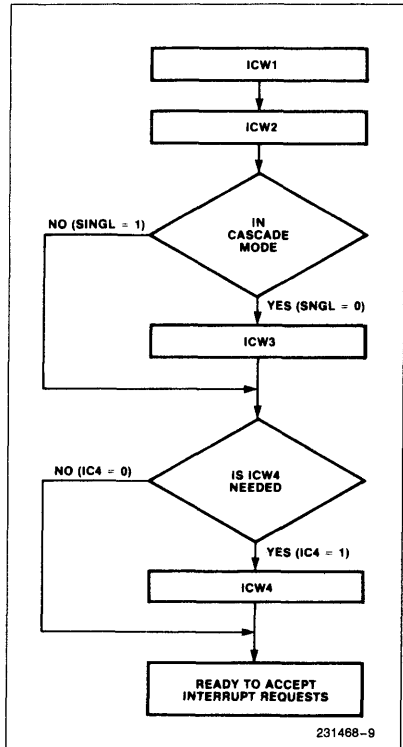 ICW1
ICW2
IN
CASCADE
MODE
NO (SINGL = 1)
YES (SNGL = 0)
ICW3
IS ICW4
NEEDED
NO (IC4 = 0)
YES (IC4 = 1)
ICW4
READY TO ACCEPT
INTERRUPT REQUESTS
231468–9